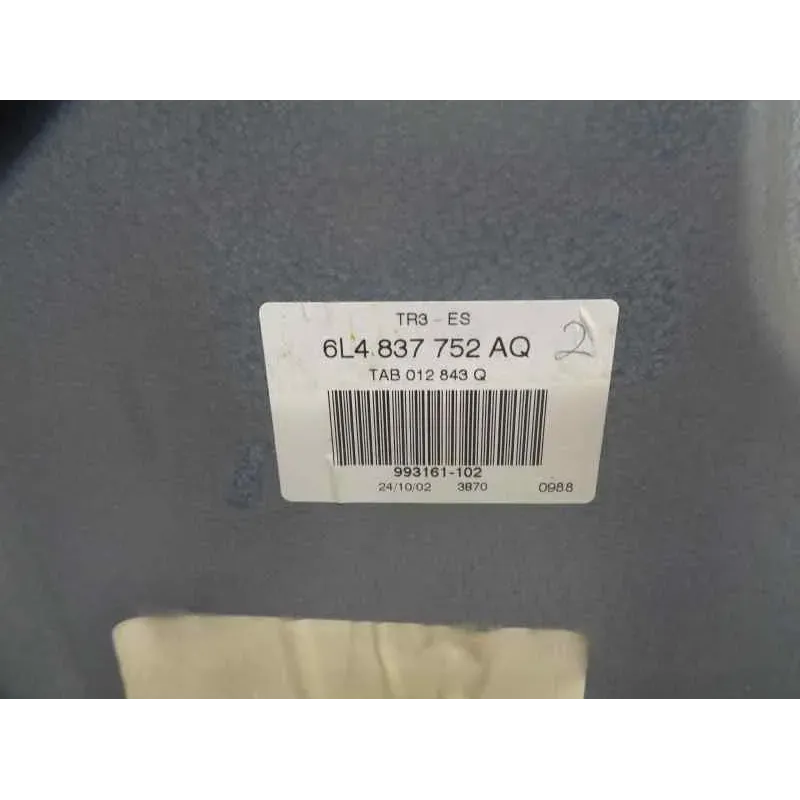 TR3 - ES
6L4 837 752 AQ
2
TAB 012 843 Q
993161-102
24/10/02 3870 0988